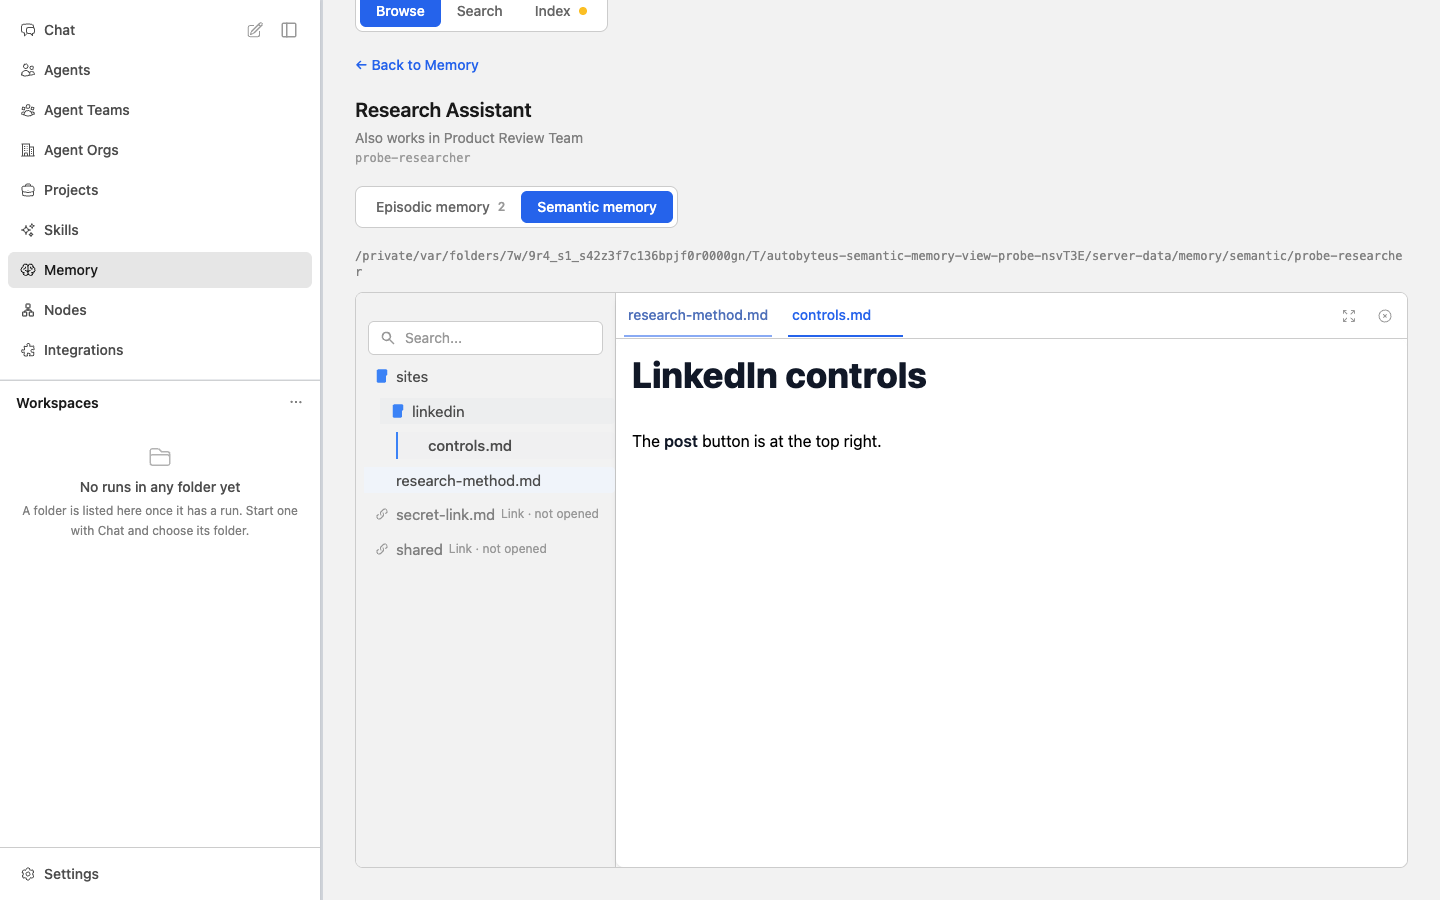 Chat
Agents
Agent Teams
Agent Orgs
Projects
Skills
Memory
Nodes
Integrations
Workspaces
No runs in any folder yet
A folder is listed here once it has a run. Start one
with Chat and choose its folder.
Settings
Browse Search Index
← Back to Memory
Research Assistant
Also works in Product Review Team
probe-researcher
Episodic memory 2 Semantic memory
/private/var/folders/7w/9r4_s1_s42z3f7c136bpjf0r0000gn/T/autobyteus-semantic-memory-view-probe-nsvT3E/server-data/memory/semantic/probe-researche
r
Search...
sites
linkedin
controls.md
research-method.md
secret-link.md Link · not opened
shared Link · not opened
research-method.md controls.md
LinkedIn controls
The post button is at the top right.